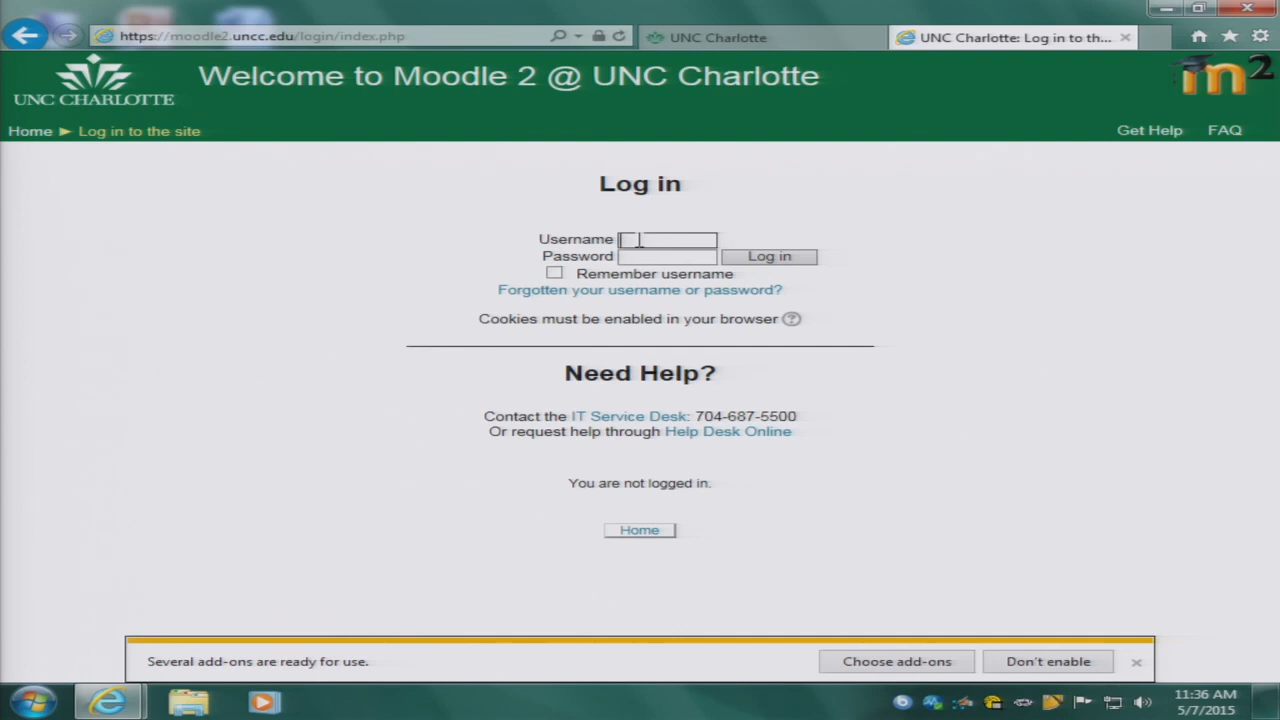 https://moodle2.uncc.edu/login/index.php
UNC Charlotte
UNC Charlotte: Log in to th...
UNC CHARLOTTE
Welcome to Moodle 2 @ UNC Charlotte
m2
Home ► Log in to the site
Get Help FAQ
Log in
Username
Password Log in
Remember username
Forgotten your username or password?
Cookies must be enabled in your browser ?
Need Help?
Contact the IT Service Desk: 704-687-5500
Or request help through Help Desk Online
You are not logged in.
Home
Several add-ons are ready for use. Choose add-ons Don't enable
11:36 AM
5/7/2015